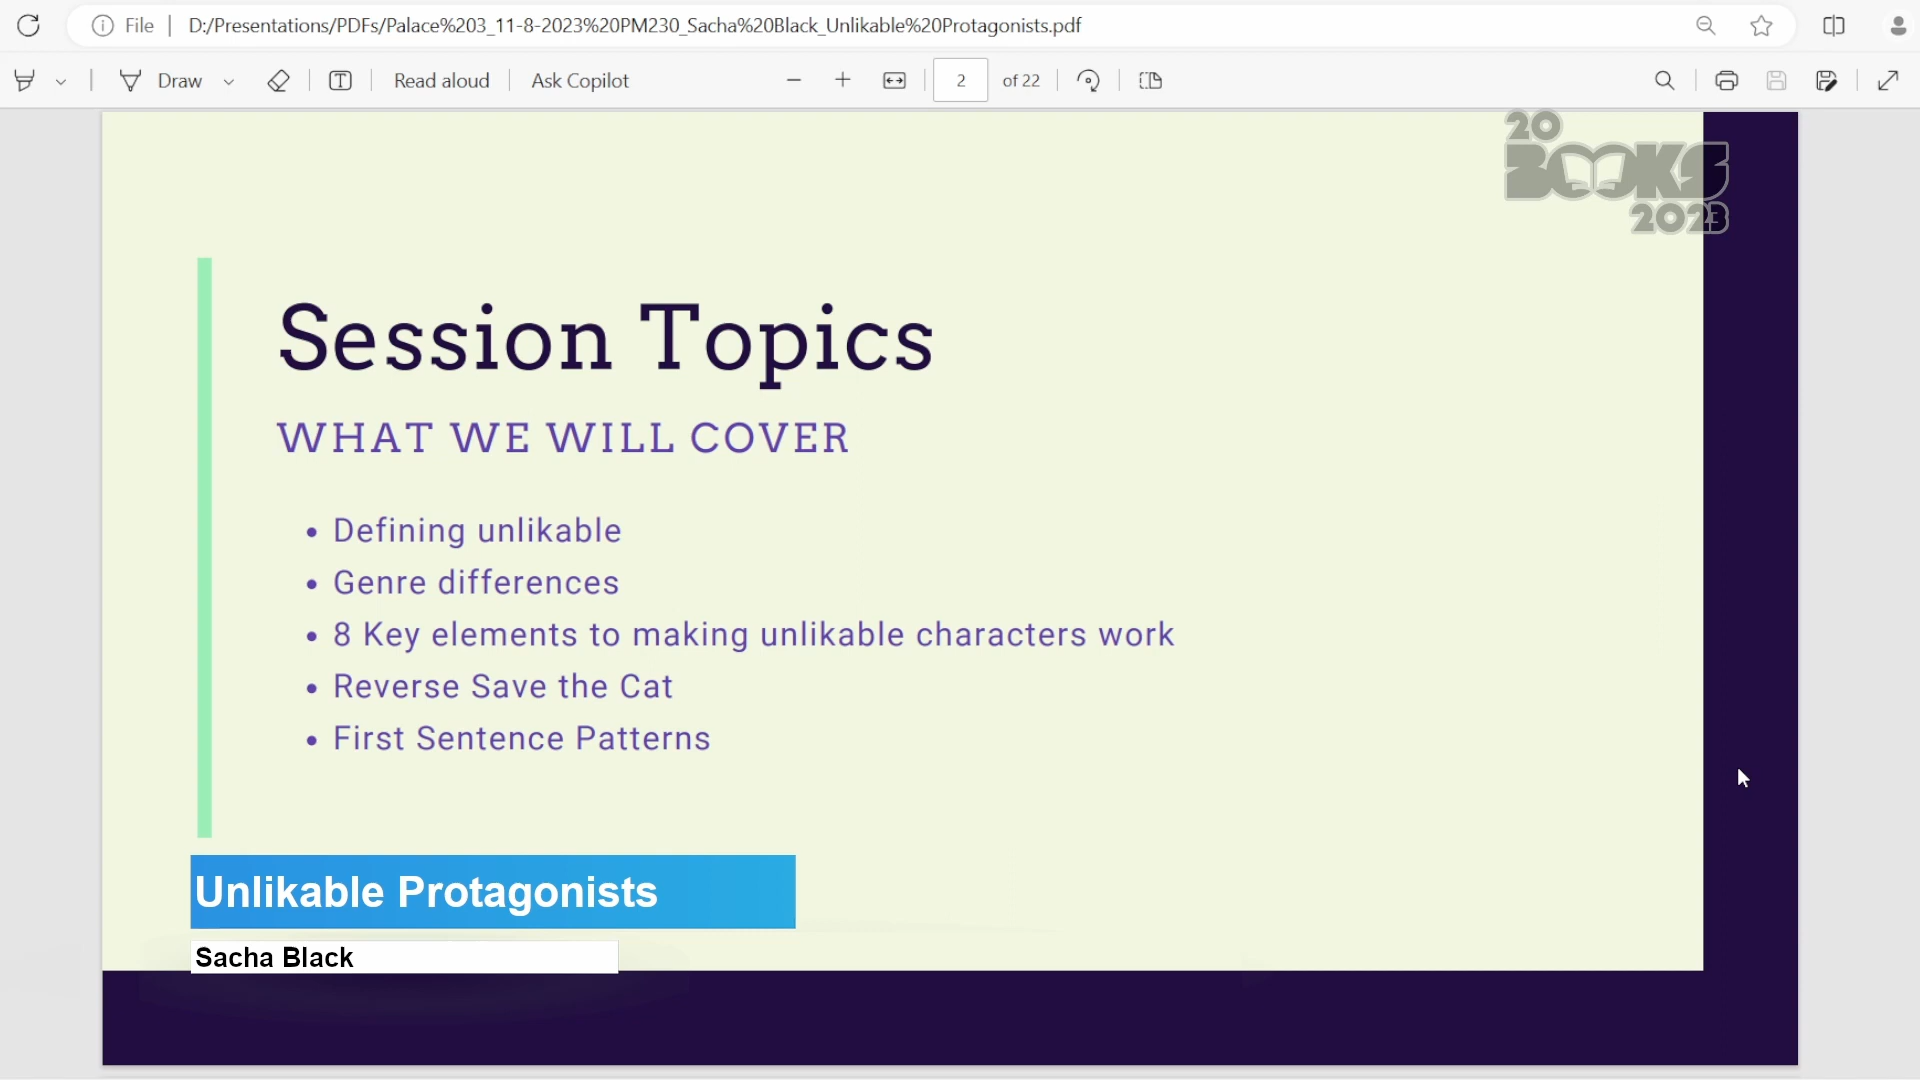 File D:/Presentations/PDFs/Palace%203_11-8-2023%20PM230_Sacha%20Black_Unlikable%20Protagonists.pdf
Draw Read aloud Ask Copilot 2 of 22
20
BOOKS
2023
Session Topics
WHAT WE WILL COVER
• Defining unlikable
• Genre differences
• 8 Key elements to making unlikable characters work
• Reverse Save the Cat
• First Sentence Patterns
Unlikable Protagonists
Sacha Black